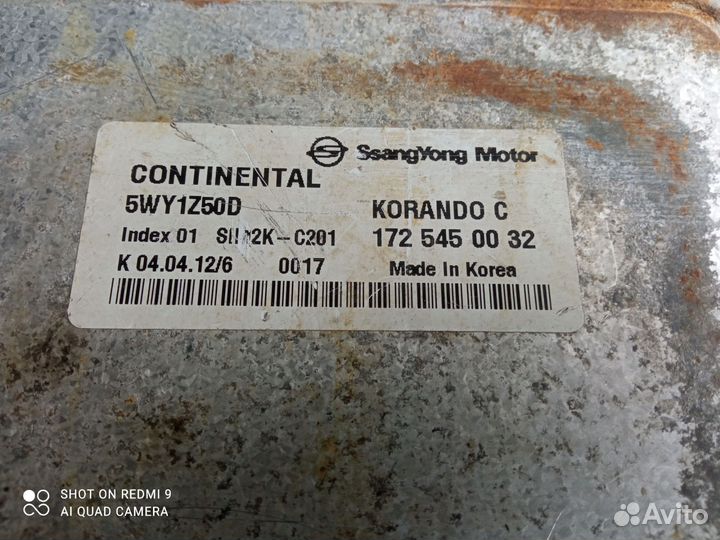 SsangYong Motor
CONTINENTAL
5WY1Z50D
KORANDO C
Index 01 C201
172 545 00 32
K 04.04.12/6 0017
Made In Korea
SHOT ON REDMI 9
AI QUAD CAMERA
Avito